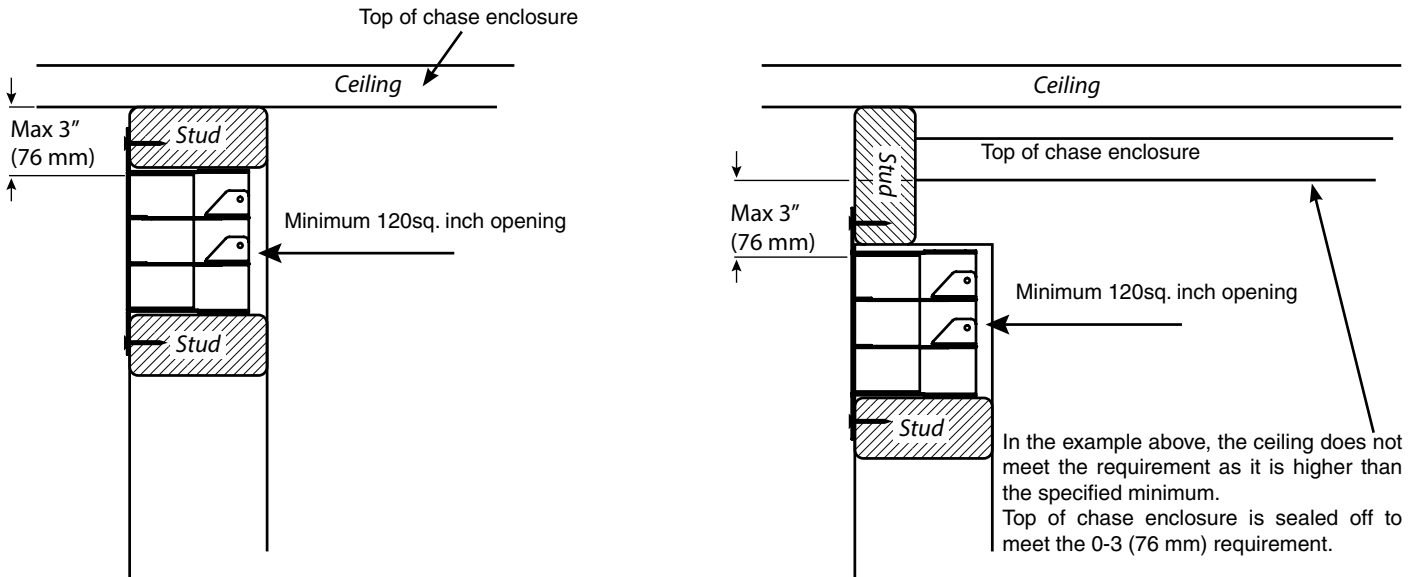 Top of chase enclosure
Ceiling
Max 3”
(76 mm)
Stud
Minimum 120sq. inch opening
Stud
Ceiling
Top of chase enclosure
Stud
Max 3”
(76 mm)
Minimum 120sq. inch opening
Stud
In the example above, the ceiling does not
meet the requirement as it is higher than
the specified minimum.
Top of chase enclosure is sealed off to
meet the 0-3 (76 mm) requirement.